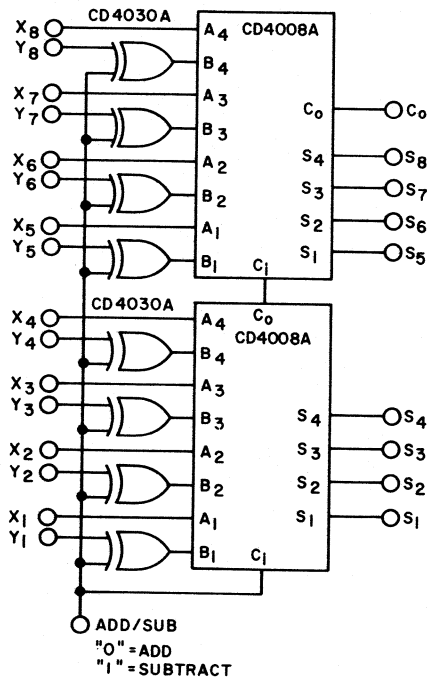 CD4030A
CD4008A
X8
A4
Y8
B4
X7
A3
Y7
B3
Co
Co
X6
A2
Y6
B2
S4
S8
S3
S7
X5
A1
S2
S6
Y5
B1
Ci
S1
S5
CD4030A
X4
A4
Co
CD4008A
Y4
B4
X3
A3
Y3
B3
S4
S4
X2
A2
S3
S3
Y2
B2
S2
S2
X1
A1
S1
S1
Y1
B1
Ci
ADD/SUB
"0"=ADD
"1"=SUBTRACT